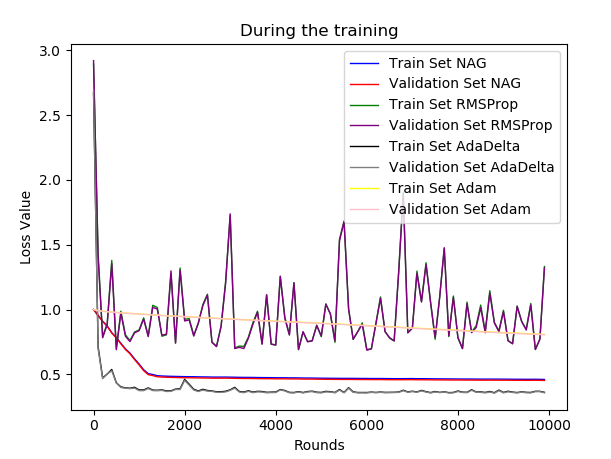 During the training
3.0
2.5
2.0
1.5
1.0
0.5
Loss Value
Train Set NAG
Validation Set NAG
Train Set RMSProp
Validation Set RMSProp
Train Set AdaDelta
Validation Set AdaDelta
Train Set Adam
Validation Set Adam
0 2000 4000 6000 8000 10000
Rounds